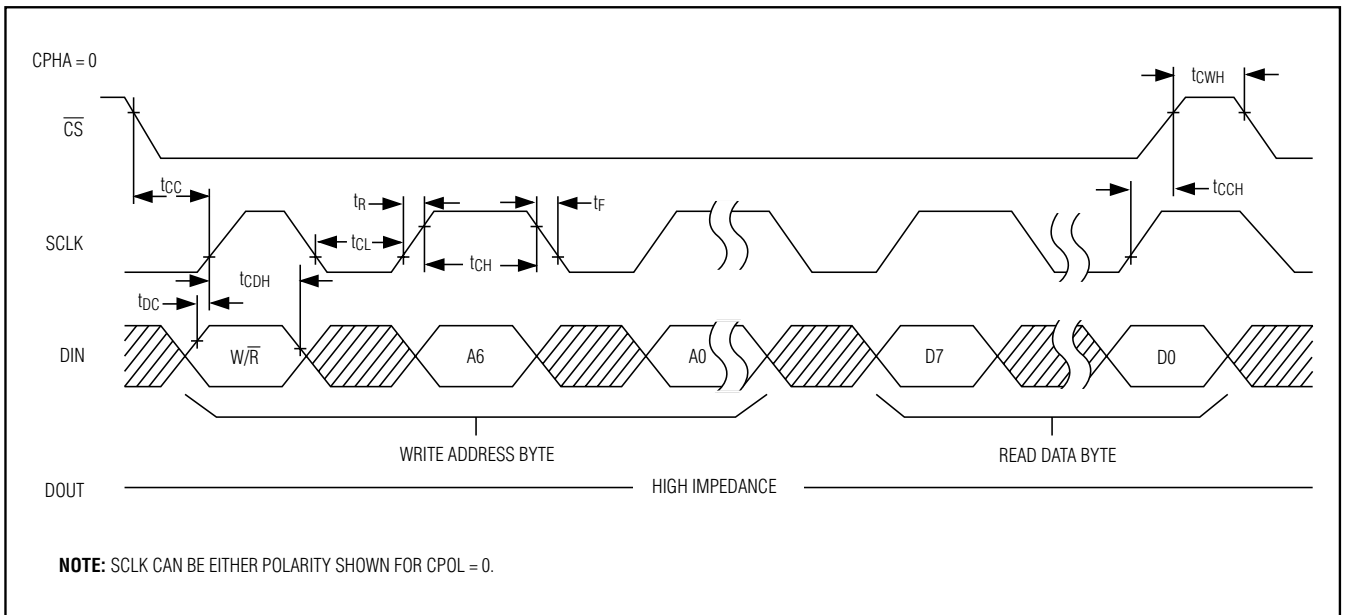 CPHA = 0
tCWH
CS
tCC
tCCH
tR
tF
SCLK
tCL
tCH
tCDH
tDC
DIN
W/R
A6
A0
D7
D0
WRITE ADDRESS BYTE
READ DATA BYTE
DOUT
HIGH IMPEDANCE
NOTE: SCLK CAN BE EITHER POLARITY SHOWN FOR CPOL = 0.